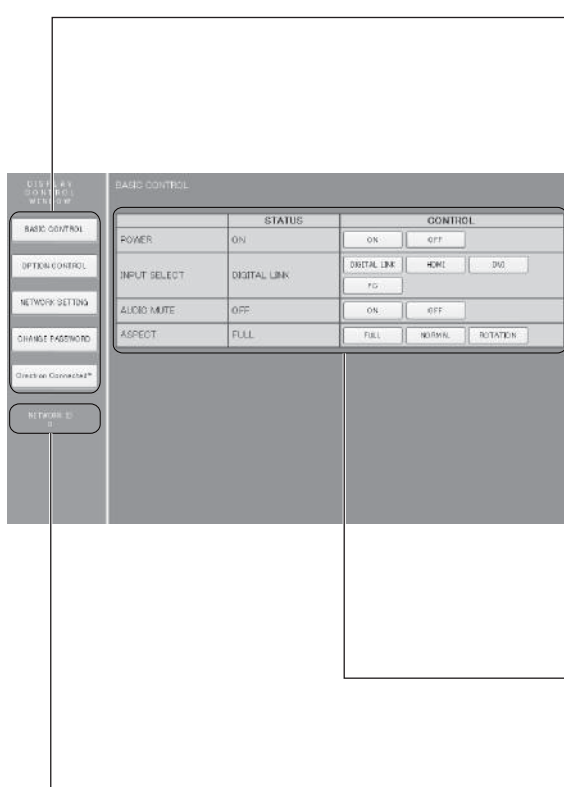 DISPLAY
CONTROL
WINDOW
BASIC CONTROL
OPTION CONTROL
NETWORK SETTING
CHANGE PASSWORD
Crestron Connected™
NETWORK ID
0
BASIC CONTROL
STATUS CONTROL
POWER ON ON OFF
INPUT SELECT DIGITAL LINK DIGITAL LINK HDMI DVI
PC
AUDIO MUTE OFF ON OFF
ASPECT FULL FULL NORMAL ROTATION